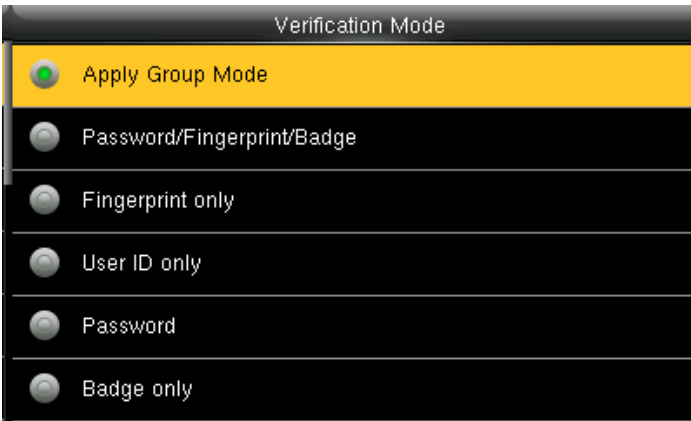 Verification Mode
Apply Group Mode
Password/Fingerprint/Badge
Fingerprint only
User ID only
Password
Badge only